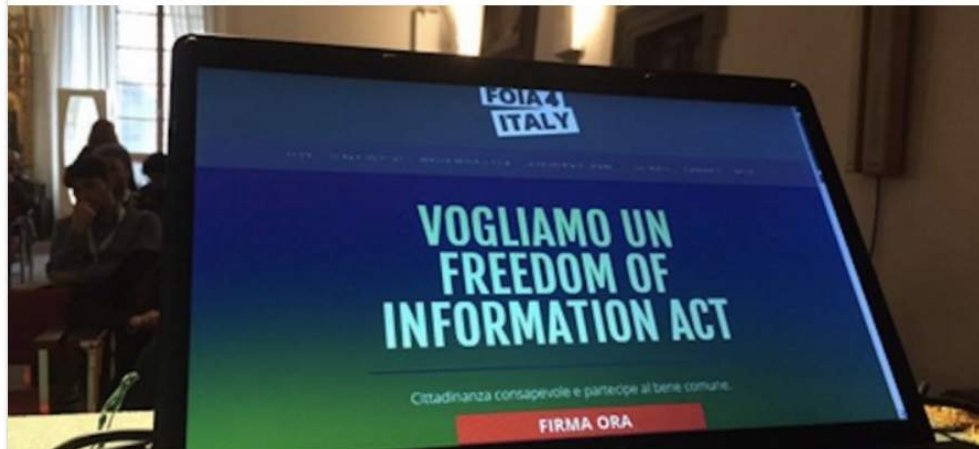 FOIA 4
ITALY
VOGLIAMO UN
FREEDOM OF
INFORMATION ACT
Cittadinanza consapevole e partecipe al bene comune.
FIRMA ORA